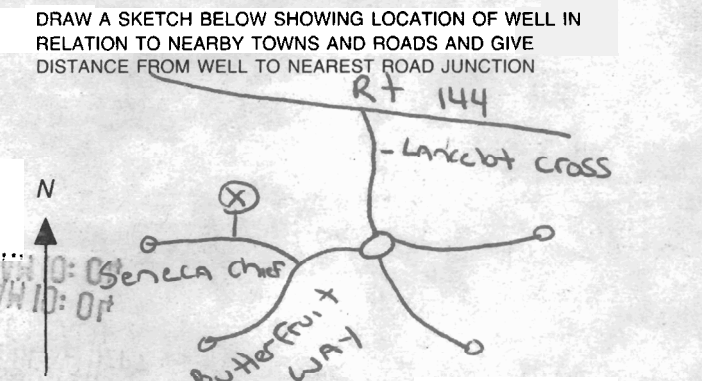 DRAW A SKETCH BELOW SHOWING LOCATION OF WELL IN
RELATION TO NEARBY TOWNS AND ROADS AND GIVE
DISTANCE FROM WELL TO NEAREST ROAD JUNCTION
Rt 144
- Lancelot Cross
N
X
Seneca Chief
Butterfruit
Way